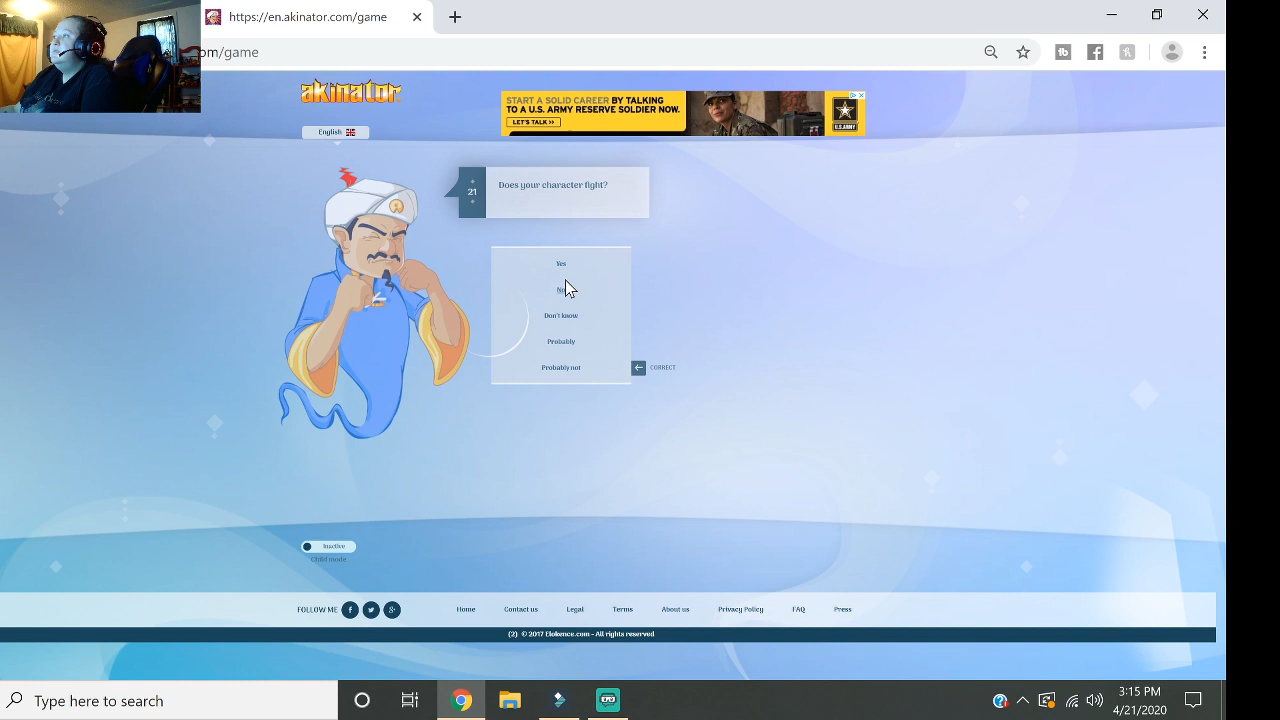 https://en.akinator.com/game
om/game
akinator
START A SOLID CAREER BY TALKING
TO A U.S. ARMY RESERVE SOLDIER NOW.
LET'S TALK >>
U.S.ARMY
English
21
Does your character fight?
Yes
No
Don't know
Probably
Probably not
CORRECT
Inactive
Child mode
FOLLOW ME
Home
Contact us
Legal
Terms
About us
Privacy Policy
FAQ
Press
(2) © 2017 Elokence.com - All rights reserved
Type here to search
3:15 PM
4/21/2020